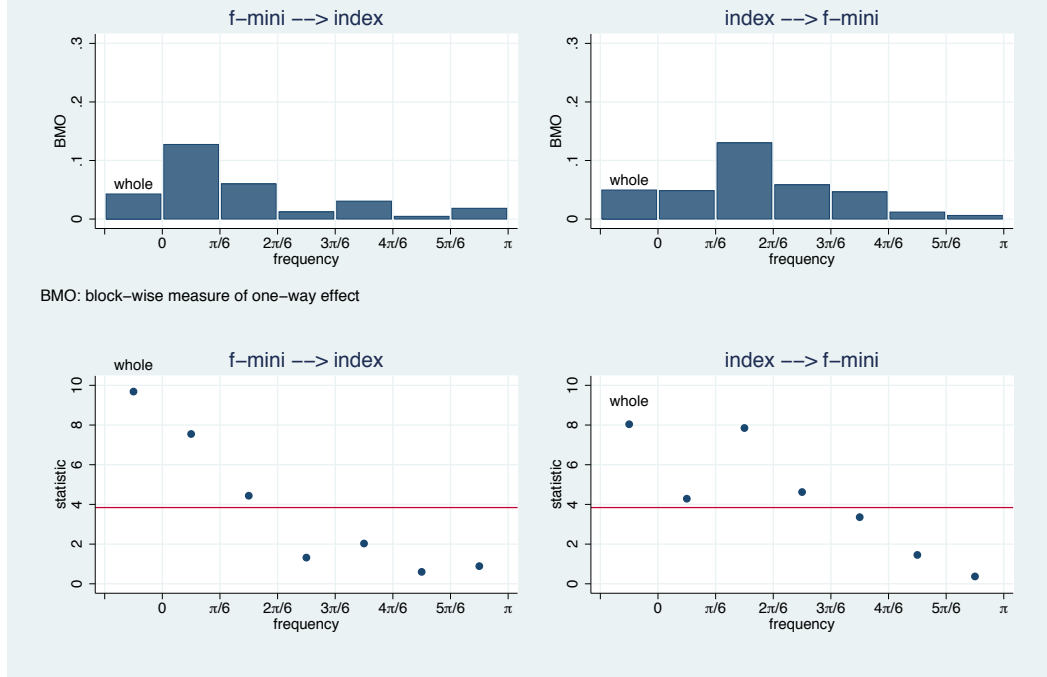 f−mini −−> index
index −−> f−mini
BMO
.3
.2
.1
0
whole
0
π/6
2π/6
3π/6
4π/6
5π/6
π
frequency
BMO
.3
.2
.1
0
whole
0
π/6
2π/6
3π/6
4π/6
5π/6
π
frequency
BMO: block−wise measure of one−way effect
whole
f−mini −−> index
index −−> f−mini
statistic
10
8
6
4
2
0
0
π/6
2π/6
3π/6
4π/6
5π/6
π
frequency
statistic
10
8
6
4
2
0
whole
0
π/6
2π/6
3π/6
4π/6
5π/6
π
frequency